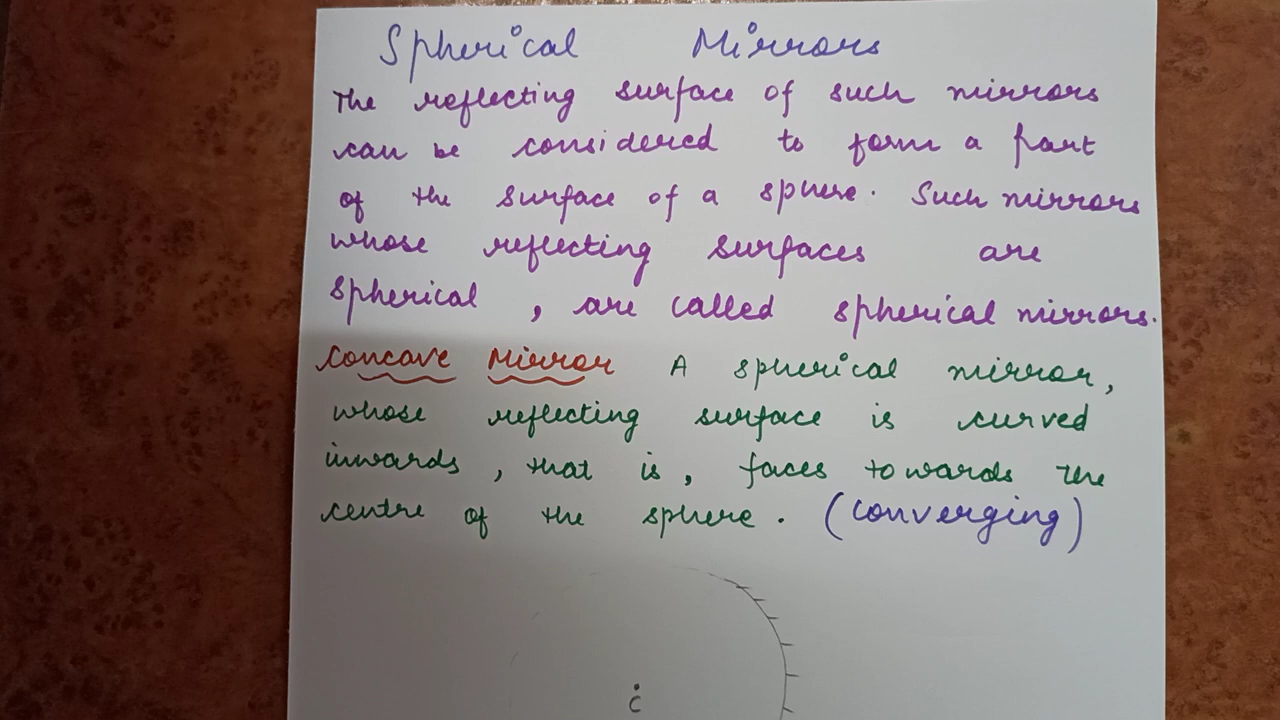 Spherical Mirrors
The reflecting surface of such mirrors
can be considered to form a part
of the surface of a sphere. Such mirrors
whose reflecting surfaces are
spherical, are called spherical mirrors.
Concave Mirror A spherical mirror,
whose reflecting surface is curved
inwards, that is, faces towards the
centre of the sphere. (converging)
C